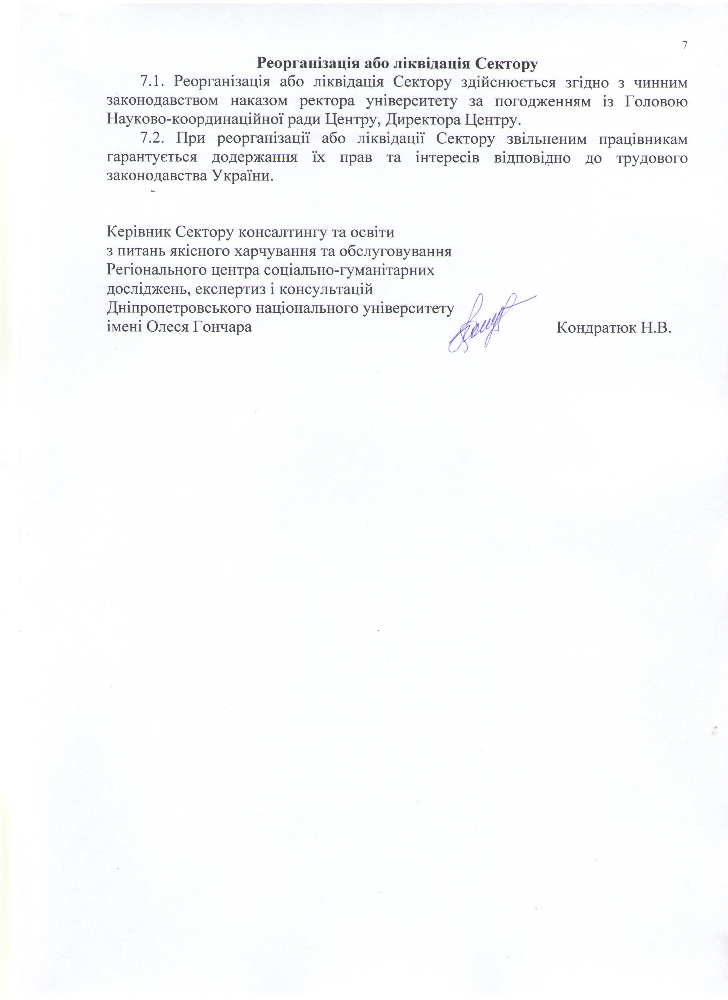 7
Реорганізація або ліквідація Сектору
7.1. Реорганізація або ліквідація Сектору здійснюється згідно з чинним
законодавством наказом ректора університету за погодженням із Головою
Науково-координаційної ради Центру, Директора Центру.
7.2. При реорганізації або ліквідації Сектору звільненим працівникам
гарантується додержання їх прав та інтересів відповідно до трудового
законодавства України.
Керівник Сектору консалтингу та освіти
з питань якісного харчування та обслуговування
Регіонального центра соціально-гуманітарних
досліджень, експертиз і консультацій
Дніпропетровського національного університету
імені Олеся Гончара Кондратюк Н.В.